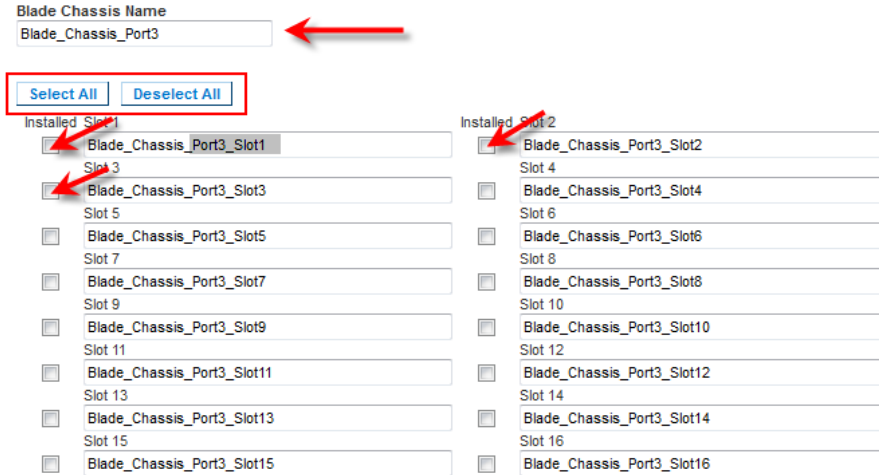 Blade Chassis Name
Blade_Chassis_Port3
Select All Deselect All
Installed Slot 1 Installed Slot 2
Blade_Chassis_Port3_Slot1 Blade_Chassis_Port3_Slot2
Slot 3 Slot 4
Blade_Chassis_Port3_Slot3 Blade_Chassis_Port3_Slot4
Slot 5 Slot 6
Blade_Chassis_Port3_Slot5 Blade_Chassis_Port3_Slot6
Slot 7 Slot 8
Blade_Chassis_Port3_Slot7 Blade_Chassis_Port3_Slot8
Slot 9 Slot 10
Blade_Chassis_Port3_Slot9 Blade_Chassis_Port3_Slot10
Slot 11 Slot 12
Blade_Chassis_Port3_Slot11 Blade_Chassis_Port3_Slot12
Slot 13 Slot 14
Blade_Chassis_Port3_Slot13 Blade_Chassis_Port3_Slot14
Slot 15 Slot 16
Blade_Chassis_Port3_Slot15 Blade_Chassis_Port3_Slot16